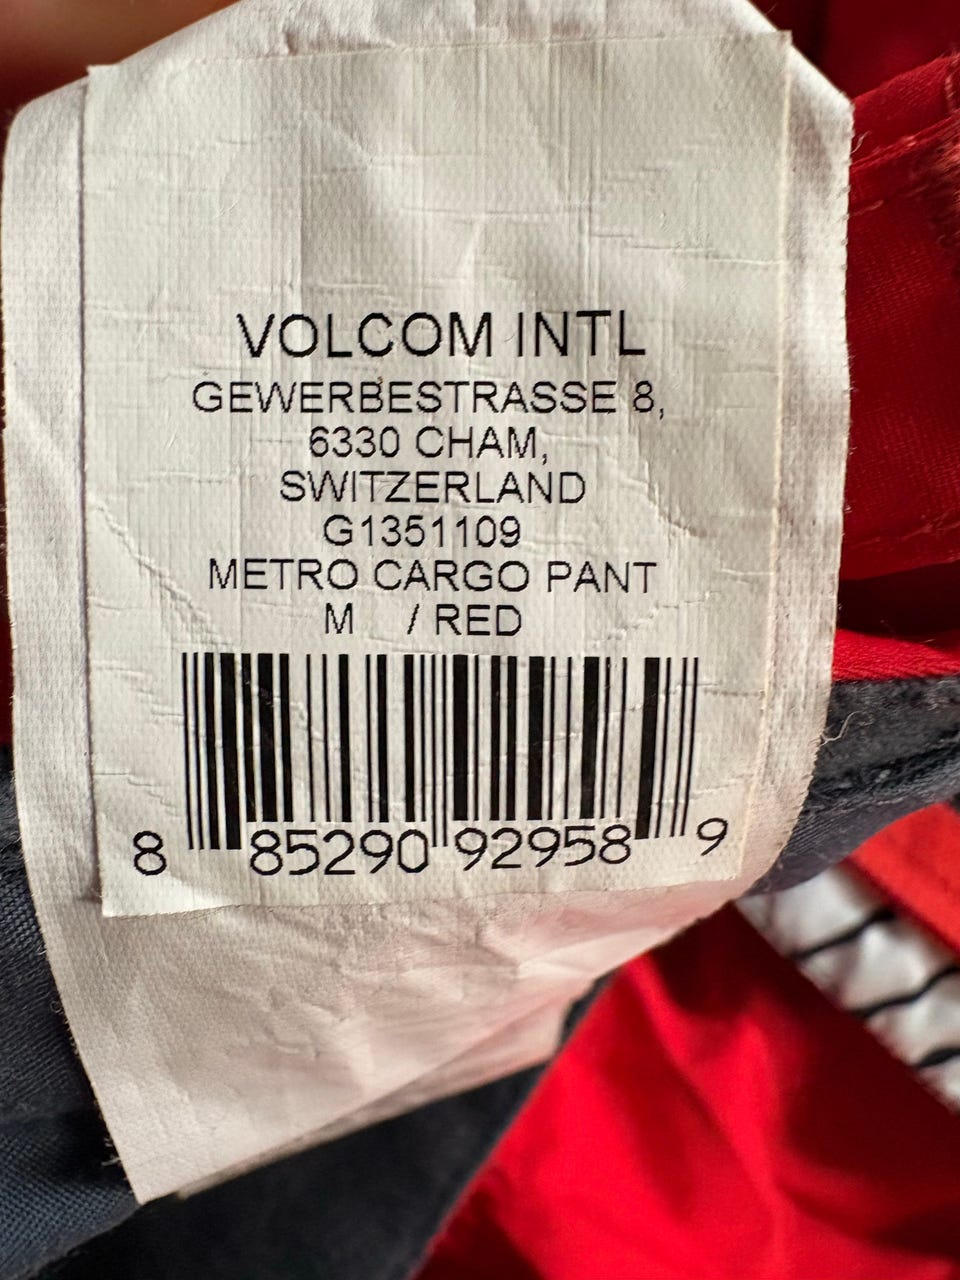 VOLCOM INTL
GEWERBESTRASSE 8,
6330 CHAM,
SWITZERLAND
G1351109
METRO CARGO PANT
M / RED
8 85290 92958 9